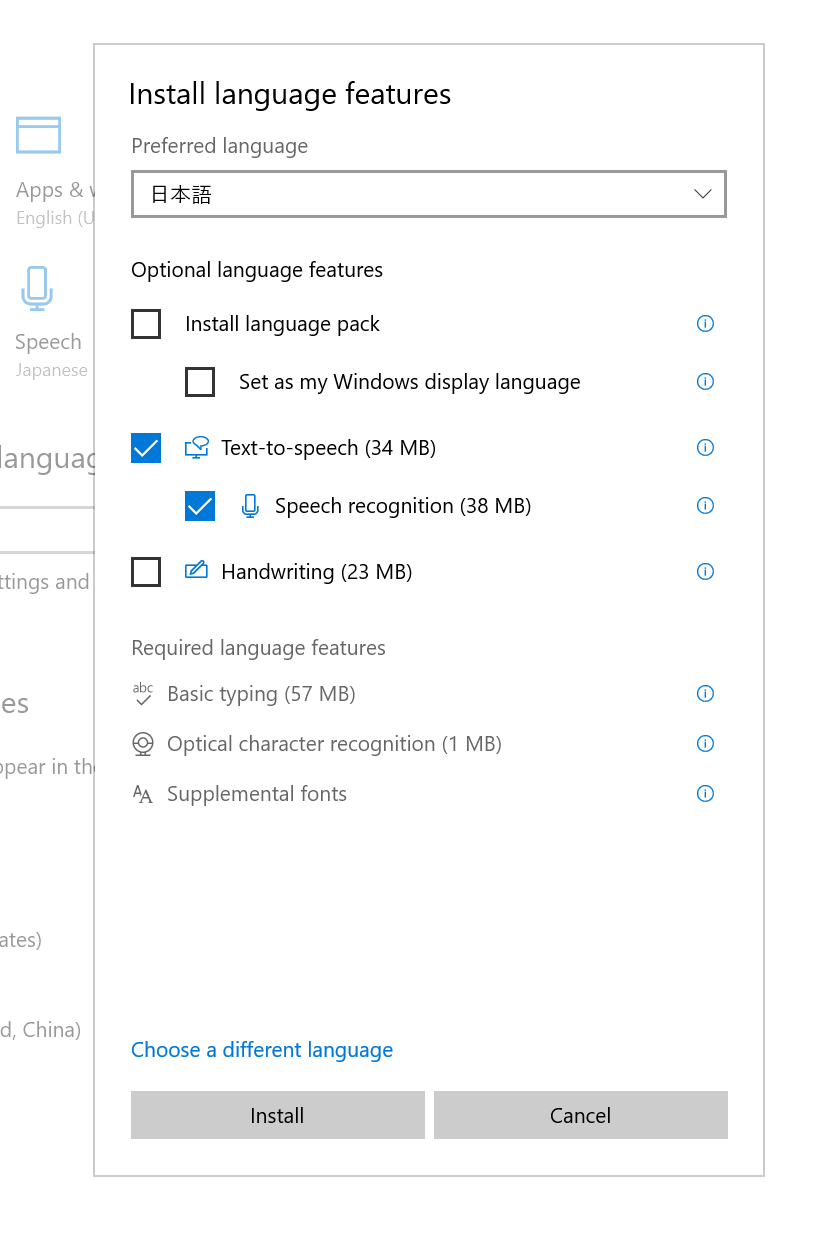 Install language features
Preferred language
日本語
Optional language features
Install language pack
Set as my Windows display language
Text-to-speech (34 MB)
Speech recognition (38 MB)
Handwriting (23 MB)
Required language features
abc
Basic typing (57 MB)
Optical character recognition (1 MB)
Supplemental fonts
Choose a different language
Install
Cancel
Apps &
English (U
Speech
Japanese
languag
ttings and
es
ppear in the
ates)
d, China)